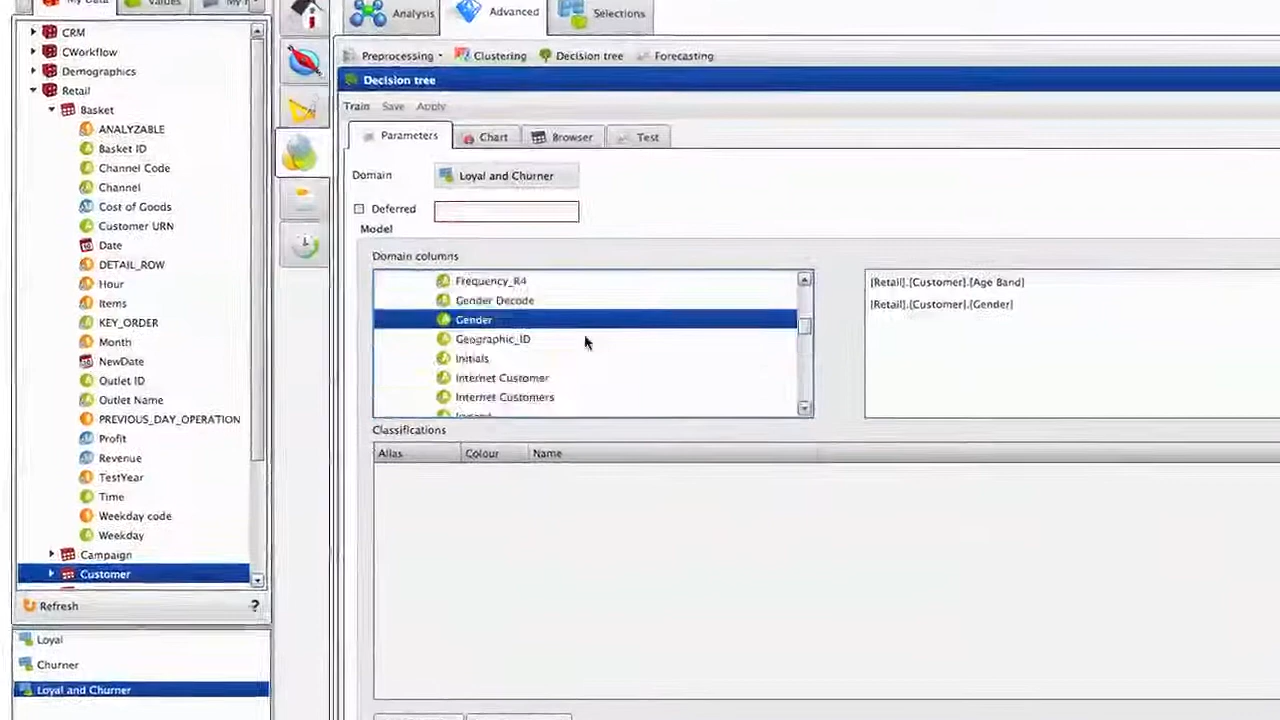 My Data Values My
Analysis Advanced Selections
Preprocessing Clustering Decision tree Forecasting
Decision tree
Train Save Apply
Parameters Chart Browser Test
Domain Loyal and Churner
Deferred
Model
Domain columns
Frequency_R4
Gender Decode
Gender
Geographic_ID
Initials
Internet Customer
Internet Customers
[Retail].[Customer].[Age Band]
[Retail].[Customer].[Gender]
Classifications
Alias Colour Name
CRM
CWorkflow
Demographics
Retail
Basket
ANALYZABLE
Basket ID
Channel Code
Channel
Cost of Goods
Customer URN
Date
DETAIL_ROW
Hour
Items
KEY_ORDER
Month
NewDate
Outlet ID
Outlet Name
PREVIOUS_DAY_OPERATION
Profit
Revenue
TestYear
Time
Weekday code
Weekday
Campaign
Customer
Refresh ?
Loyal
Churner
Loyal and Churner